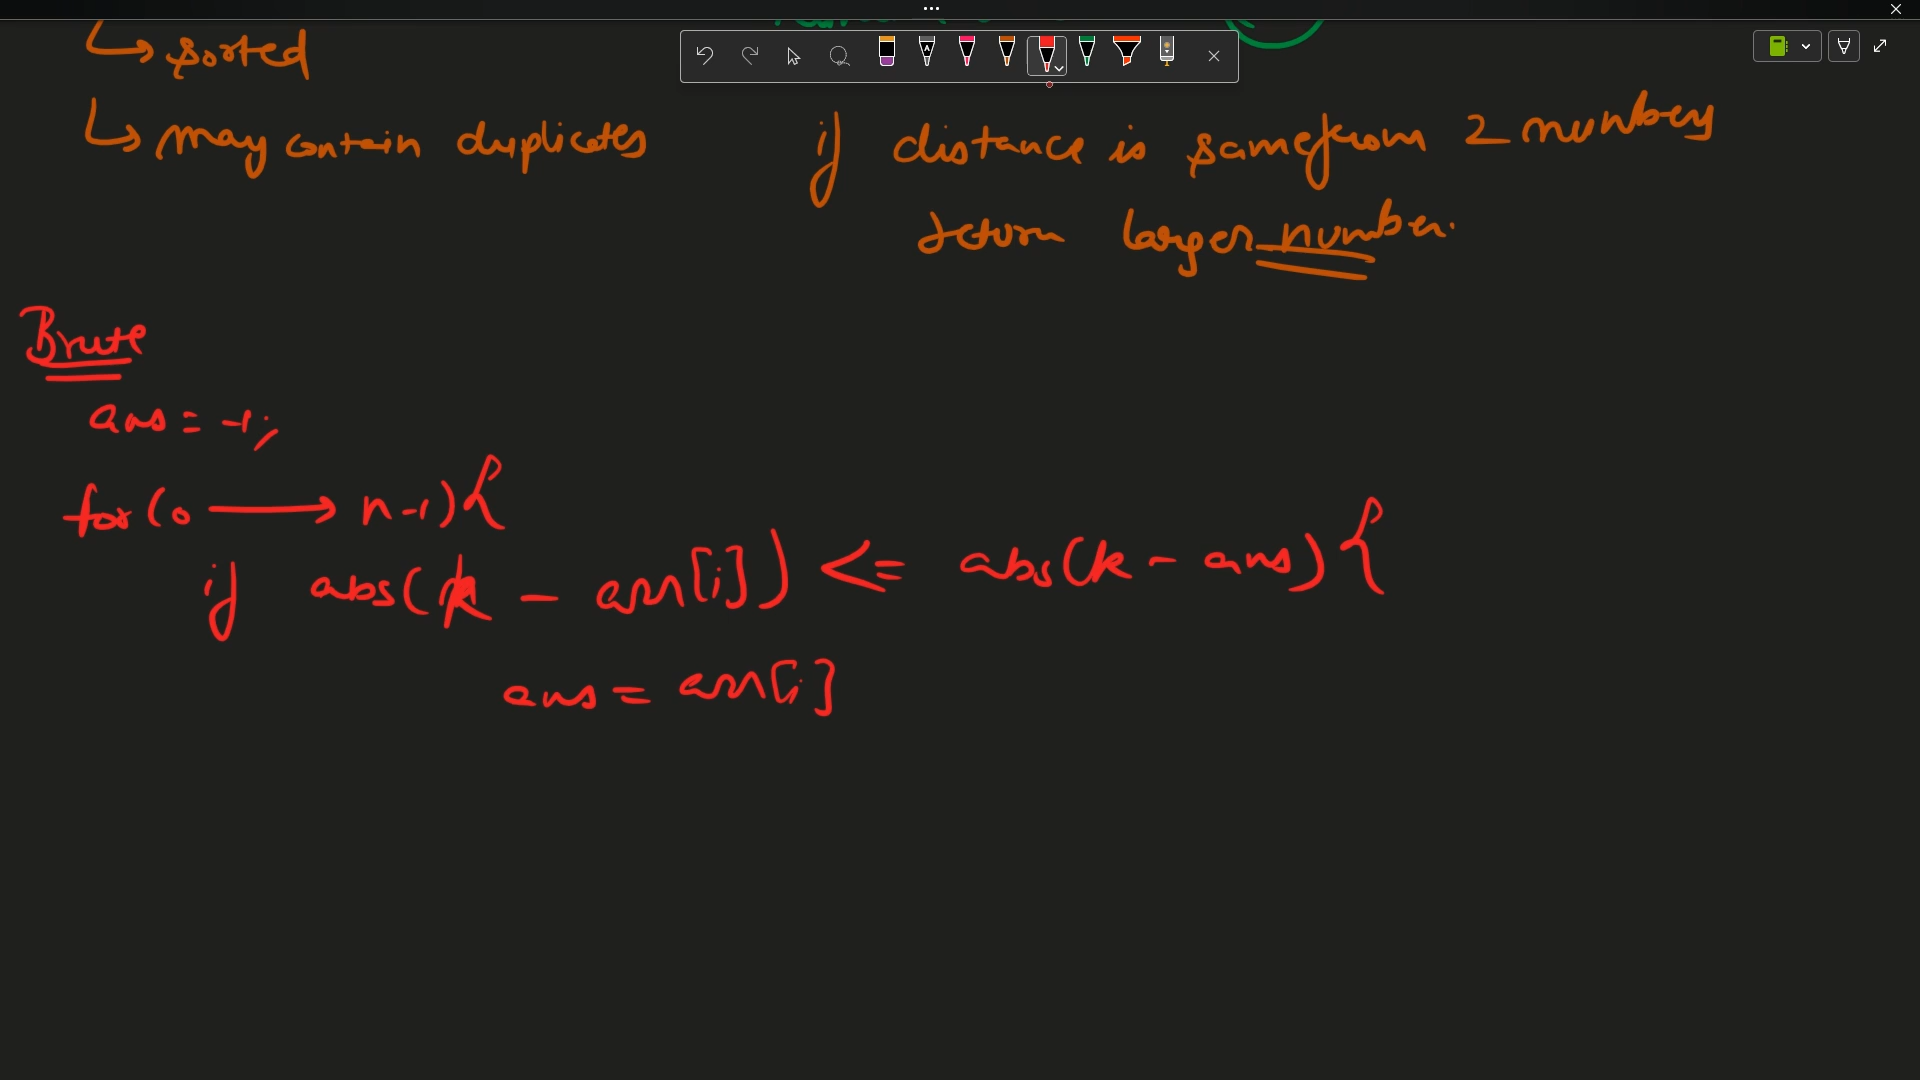 sorted
may contain duplicates
if distance is same from 2 numbers
return larger number.
Brute
ans = -1;
for (0 → n-1) {
if abs(k - arr[i]) <= abs(k - ans) {
ans = arr[i]